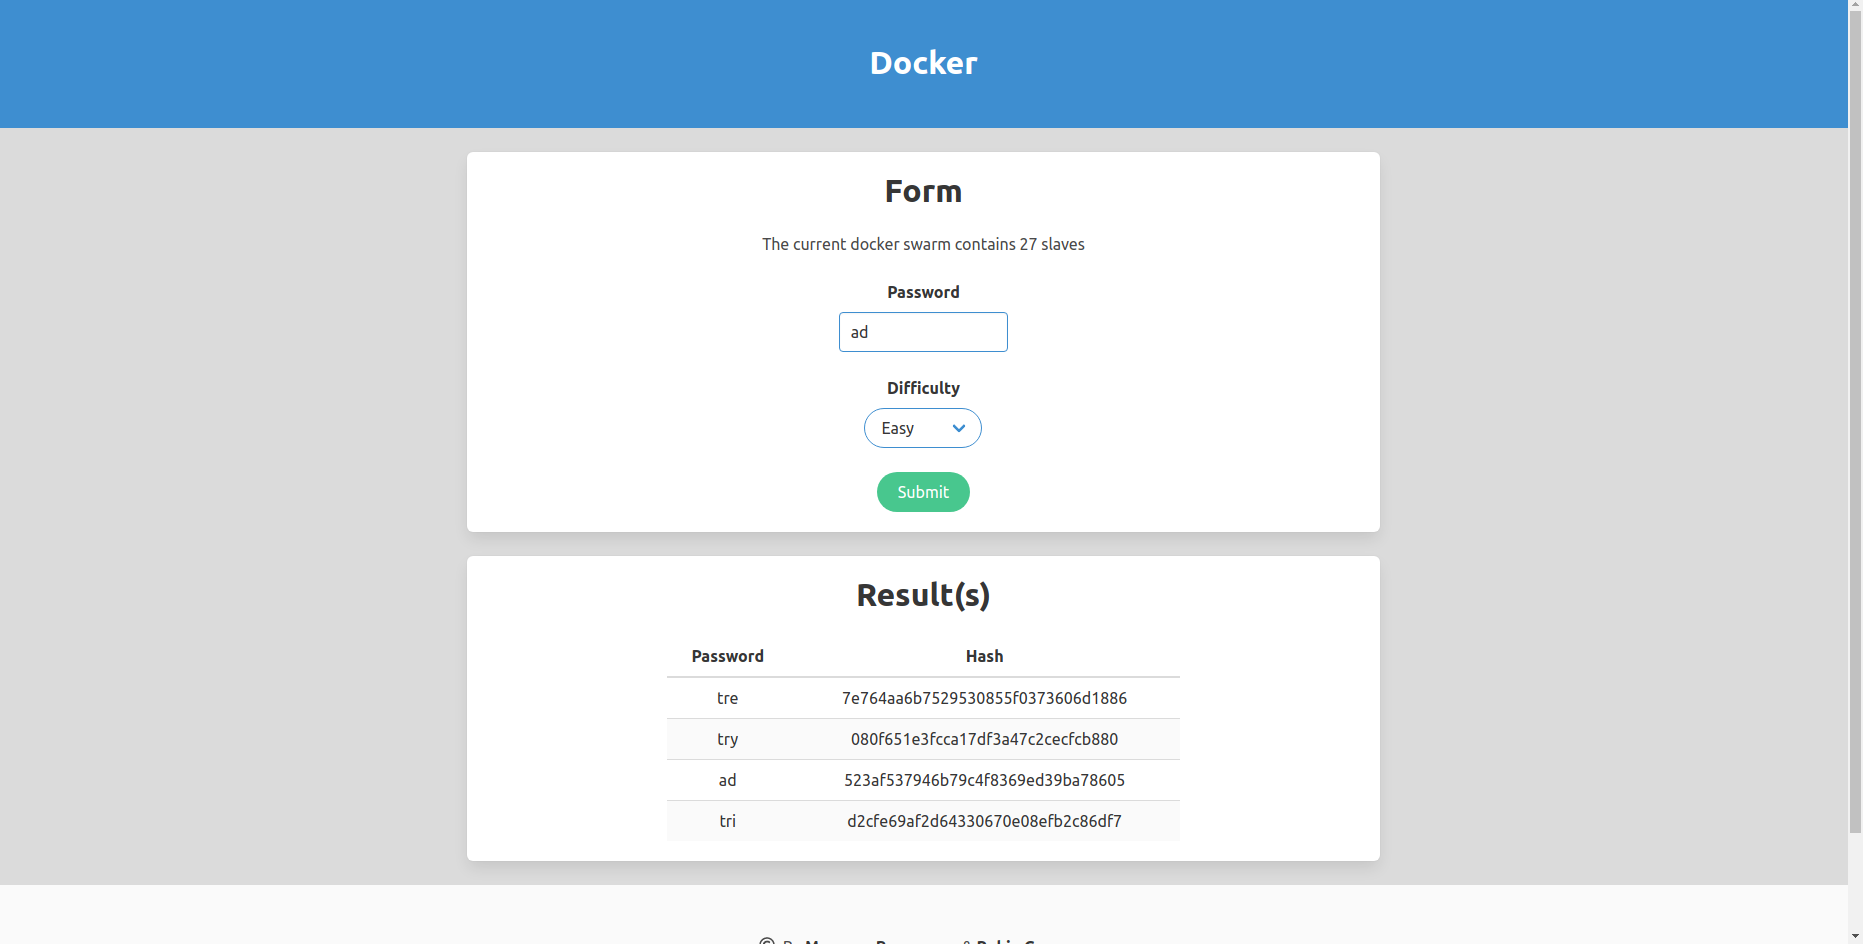 Docker
Form
The current docker swarm contains 27 slaves
Password
ad
Difficulty
Easy
Submit
Result(s)
Password Hash
tre 7e764aa6b7529530855f0373606d1886
try 080f651e3fcca17df3a47c2cecfcb880
ad 523af537946b79c4f8369ed39ba78605
tri d2cfe69af2d64330670e08efb2c86df7